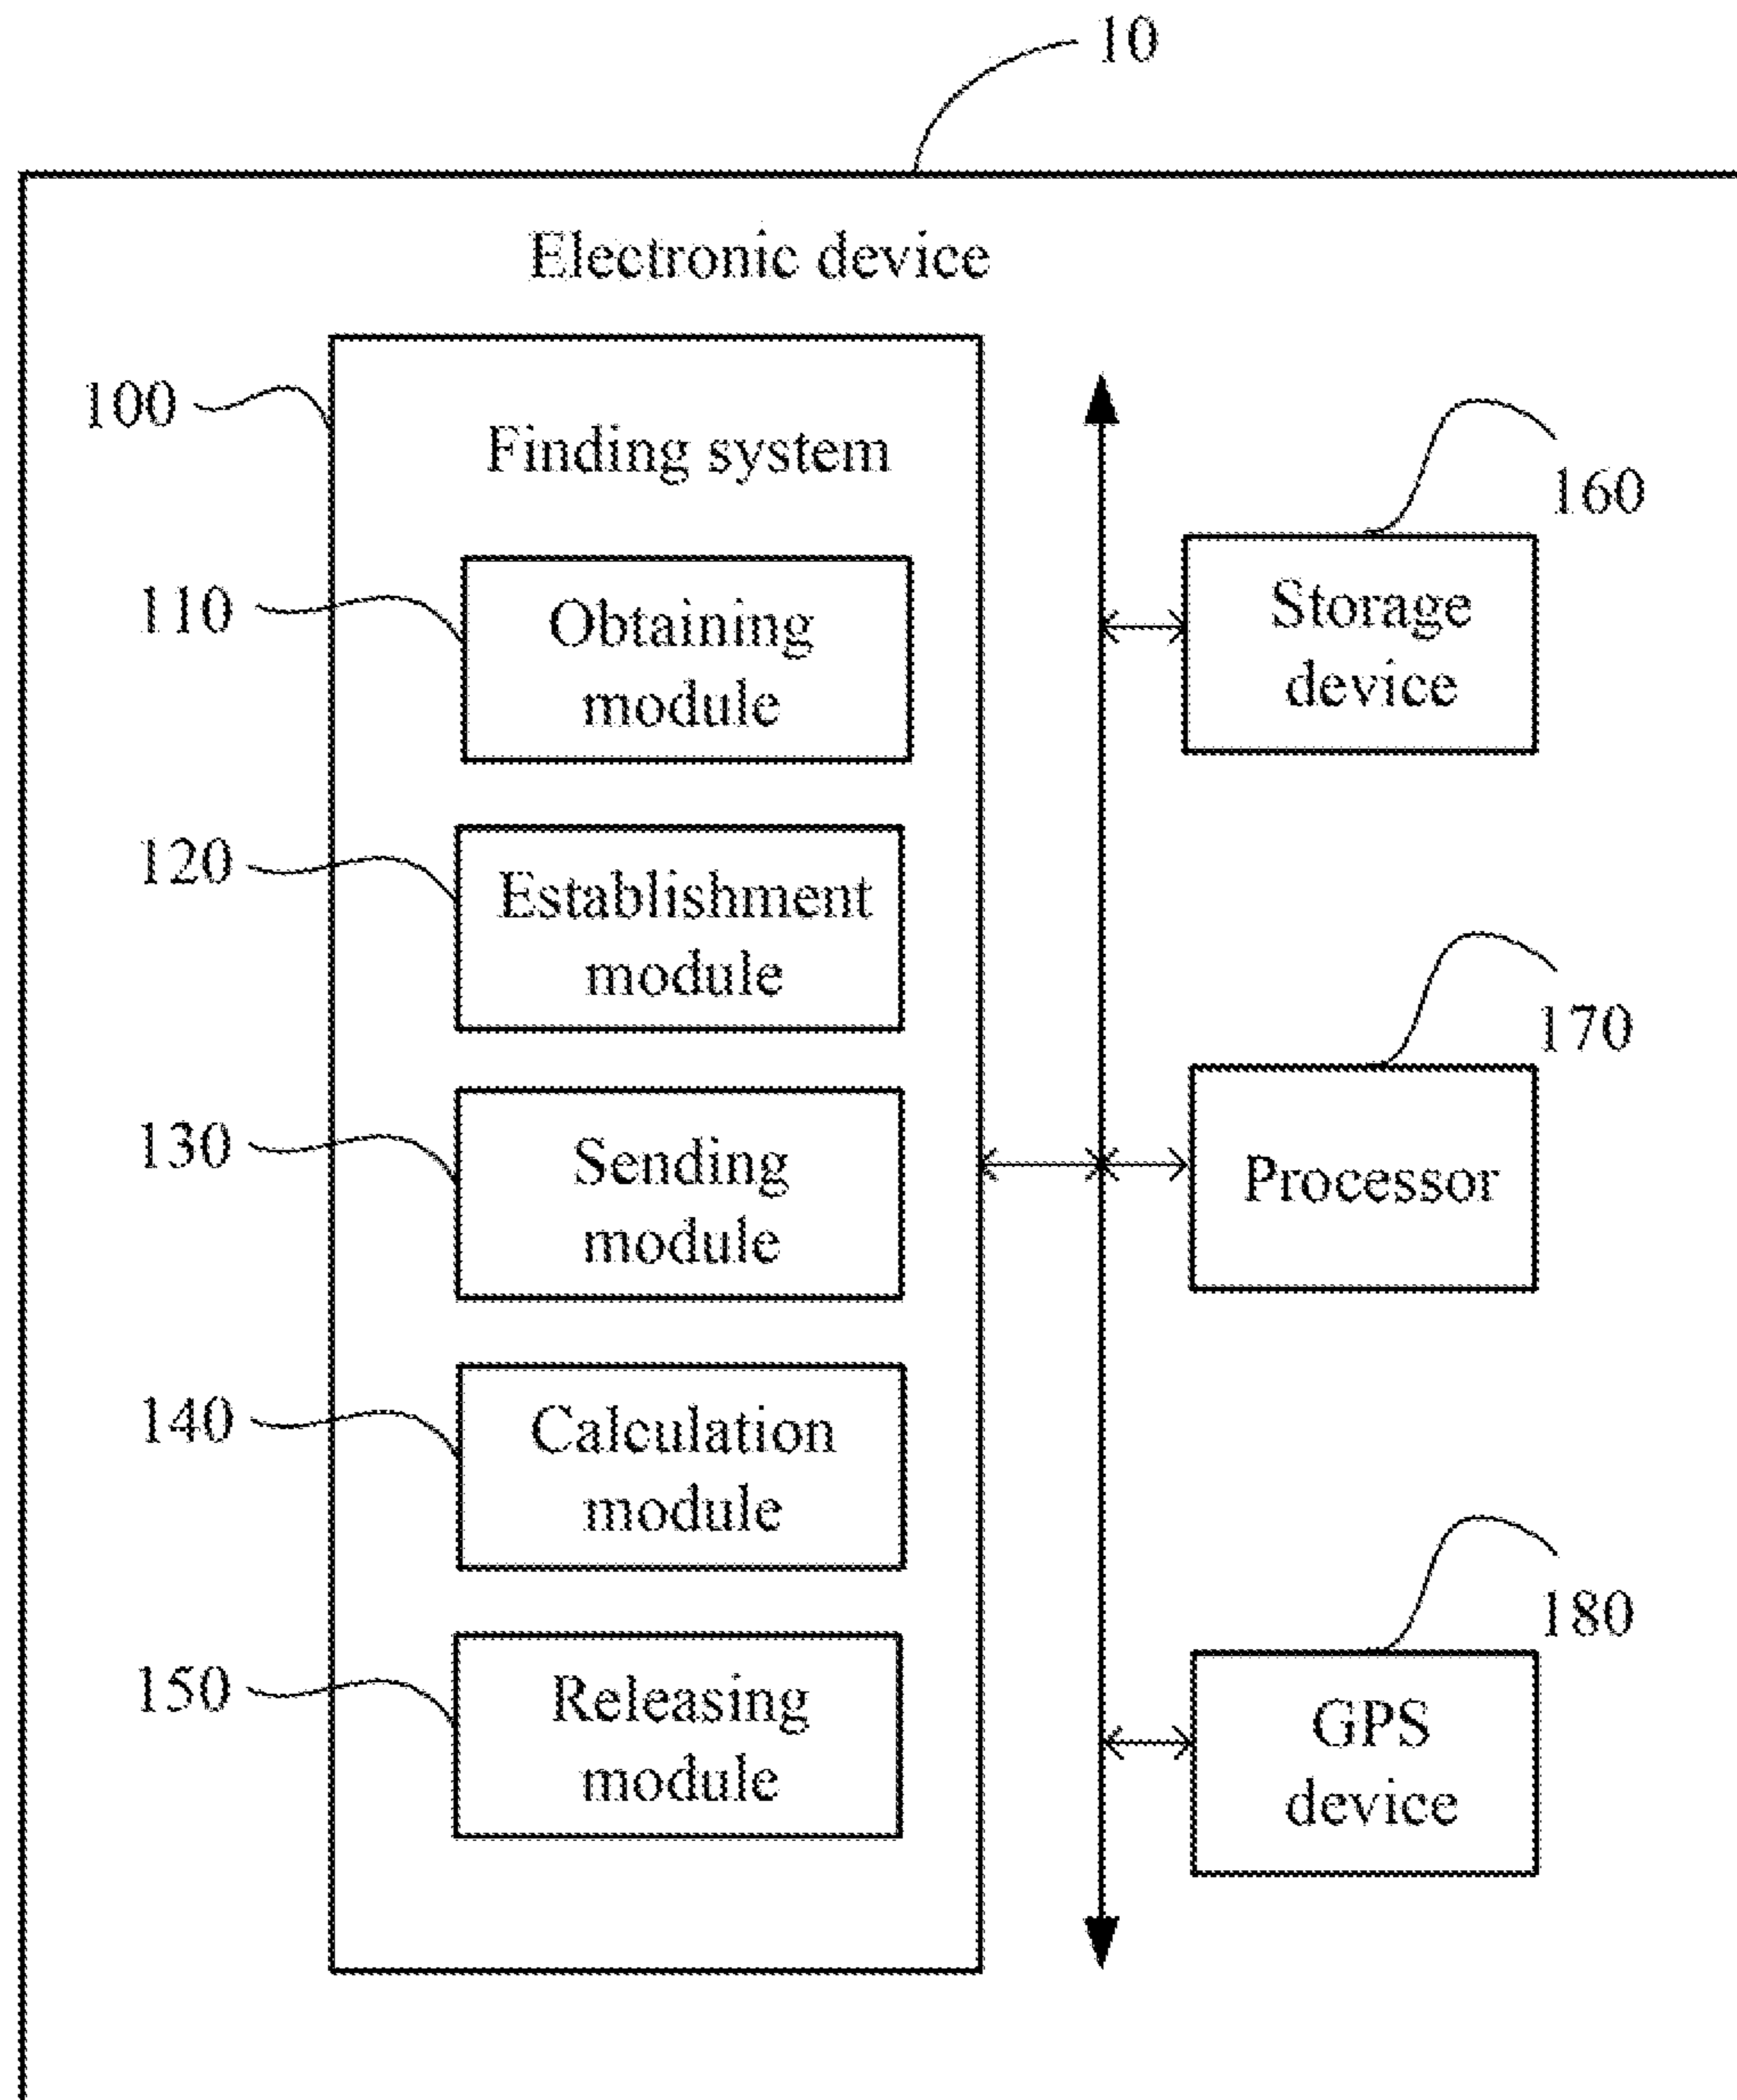 10
Electronic device
100
Finding system
110
Obtaining
module
120
Establishment
module
130
Sending
module
140
Calculation
module
150
Releasing
module
160
Storage
device
170
Processor
180
GPS
device